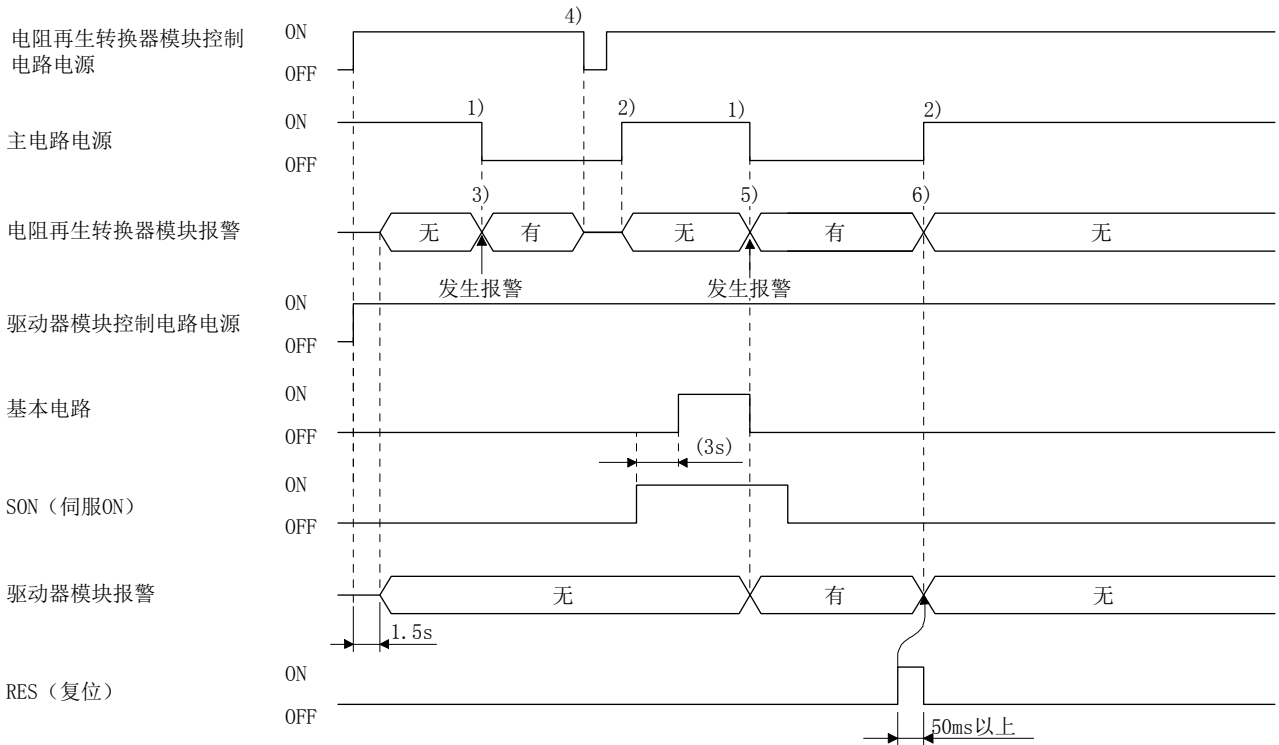 4)
电阻再生转换器模块控制
电路电源
ON
OFF
主电路电源
ON
OFF
1)
2)
1)
2)
电阻再生转换器模块报警
3)
5)
6)
无
有
无
有
无
发生报警
发生报警
驱动器模块控制电路电源
ON
OFF
基本电路
ON
OFF
(3s)
SON（伺服ON）
ON
OFF
驱动器模块报警
无
有
无
1.5s
RES（复位）
ON
OFF
50ms以上